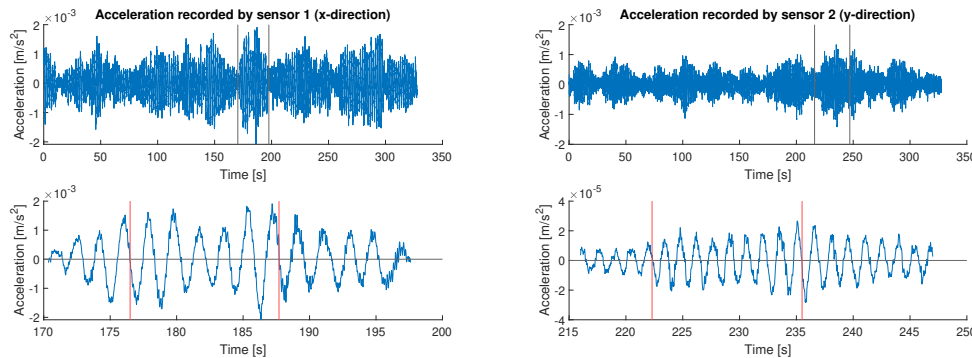 Acceleration recorded by sensor 1 (x-direction)
×10⁻³
2
1
0
-1
-2
Acceleration [m/s²]
0 50 100 150 200 250 300 350
Time [s]
Acceleration recorded by sensor 2 (y-direction)
×10⁻³
2
1
0
-1
-2
Acceleration [m/s²]
0 50 100 150 200 250 300 350
Time [s]
×10⁻³
2
1
0
-1
-2
Acceleration [m/s²]
170 175 180 185 190 195 200
Time [s]
×10⁻⁵
4
2
0
-2
-4
Acceleration [m/s²]
215 220 225 230 235 240 245 250
Time [s]